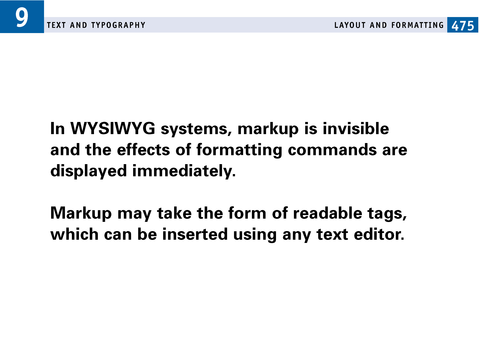 9
TEXT AND TYPOGRAPHY
LAYOUT AND FORMATTING 475
In WYSIWYG systems, markup is invisible
and the effects of formatting commands are
displayed immediately.
Markup may take the form of readable tags,
which can be inserted using any text editor.